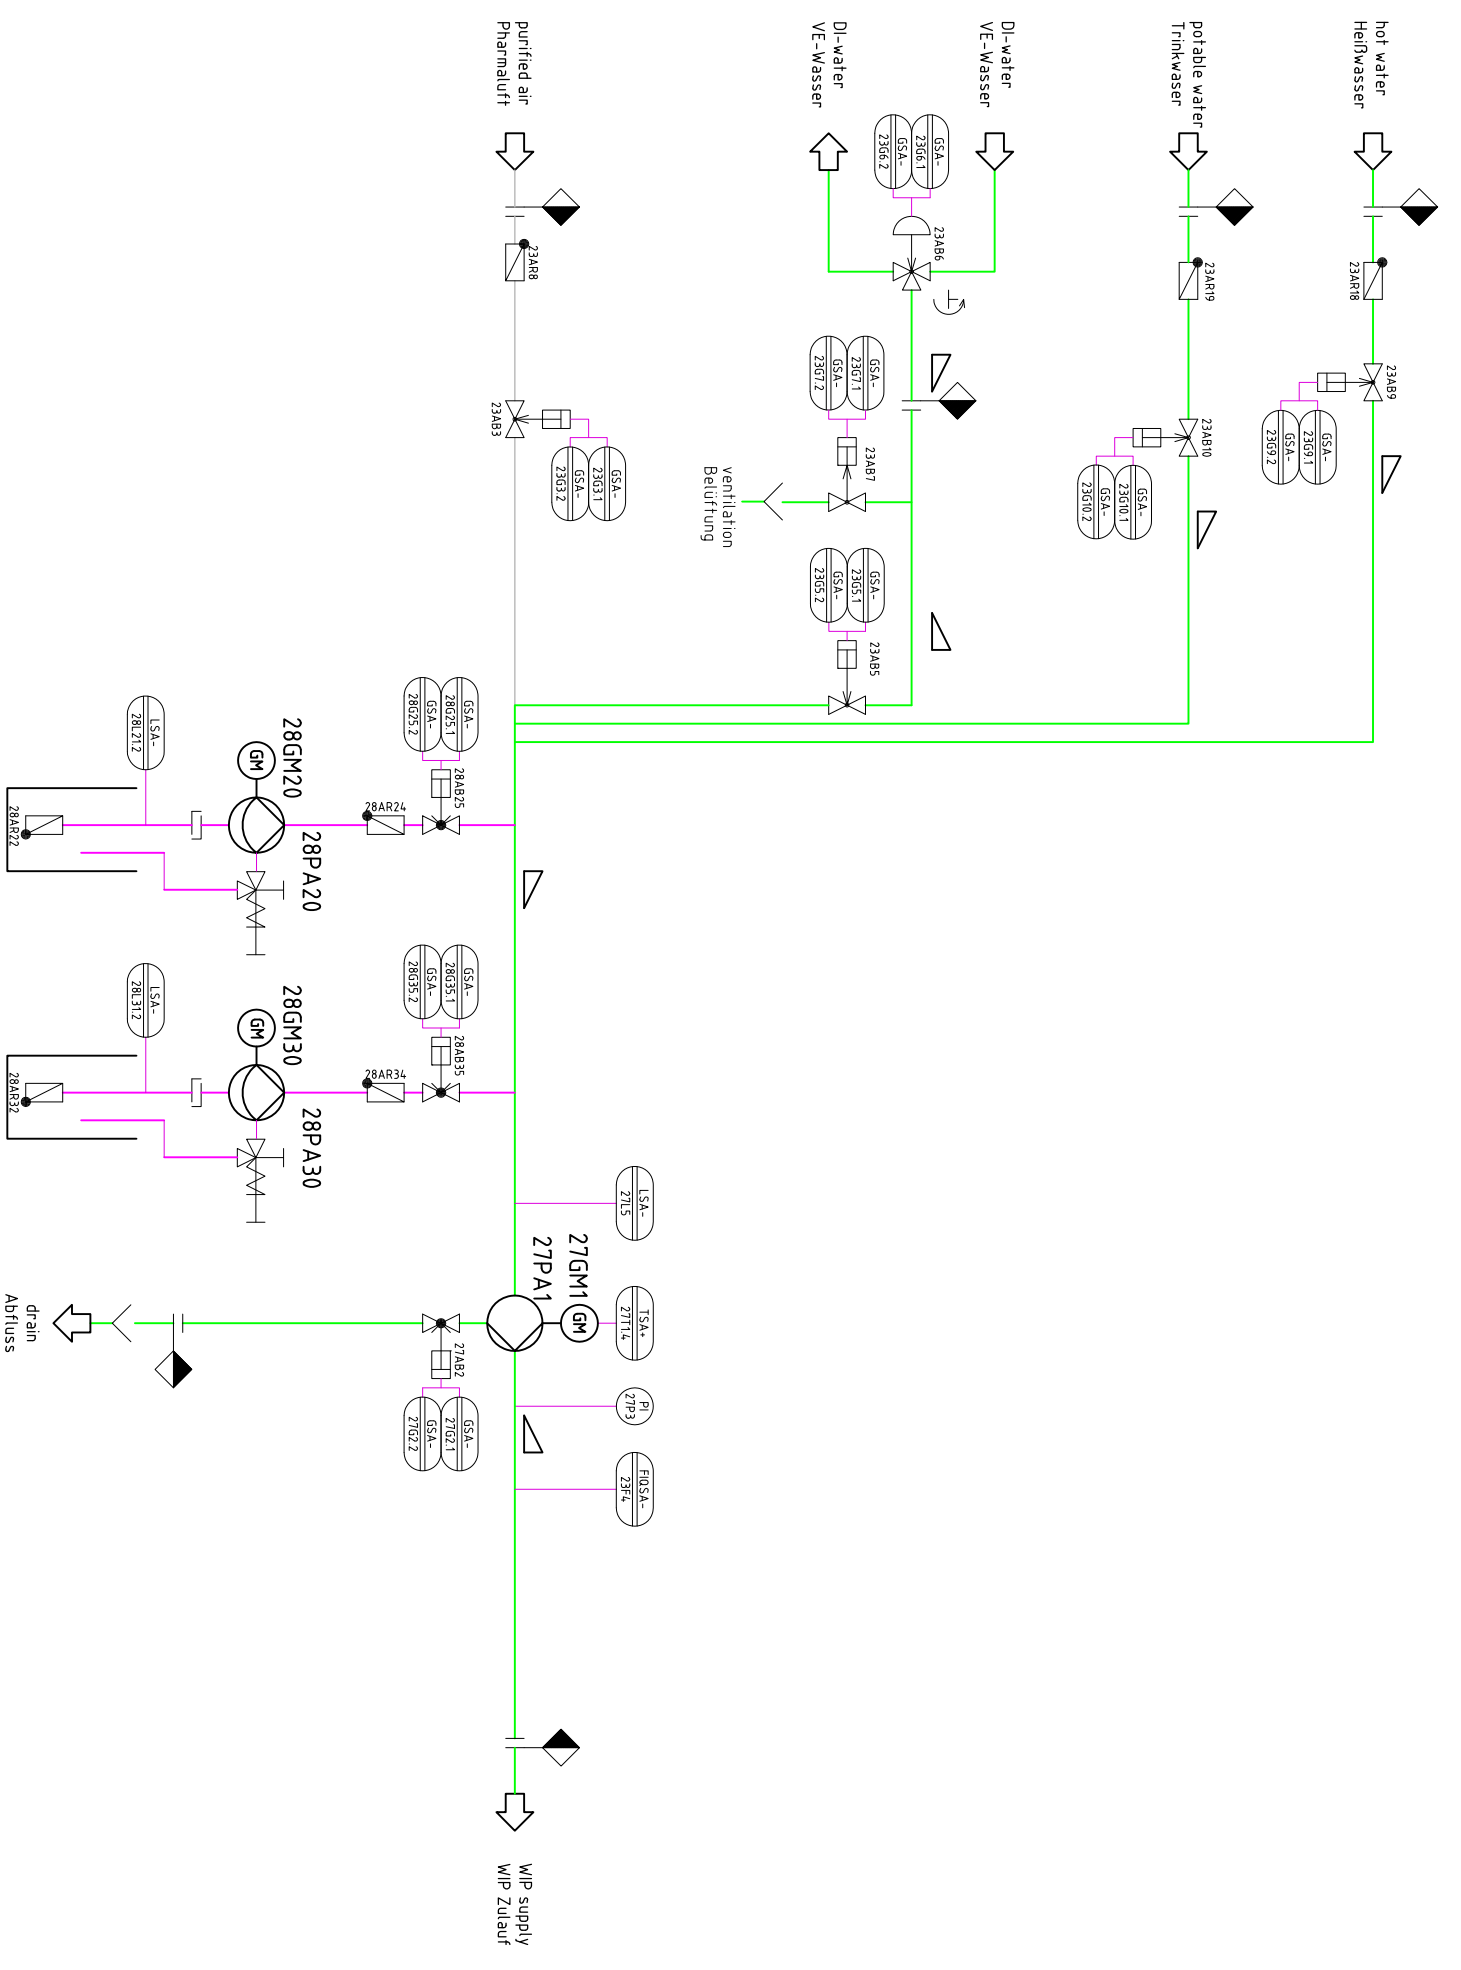 hot water
Heißwasser
23AR18
23AB9
GSA-
23G9.1
GSA-
23G9.2
potable water
Trinkwaser
23AR19
23AB10
GSA-
23G10.1
GSA-
23G10.2
DI-water
VE-Wasser
GSA-
23G6.1
GSA-
23G6.2
23AB6
DI-water
VE-Wasser
GSA-
23G7.1
GSA-
23G7.2
23AB7
GSA-
23G5.1
GSA-
23G5.2
23AB5
ventilation
Belüftung
purified air
Pharmaluft
23AR8
23AB3
GSA-
23G3.1
GSA-
23G3.2
LSA-
27L5
TSA+
27T1.4
PI
27P3
FIQSA-
23F4
27GM1
GM
27PA1
WIP supply
WIP Zulauf
GSA-
28G25.1
GSA-
28G25.2
28AB25
GSA-
28G35.1
GSA-
28G35.2
28AB35
27AB2
GSA-
27G2.1
GSA-
27G2.2
28AR24
28AR34
28GM20
GM
28PA20
28GM30
GM
28PA30
LSA-
28L21.2
LSA-
28L31.2
28AR22
28AR32
drain
Abfluss